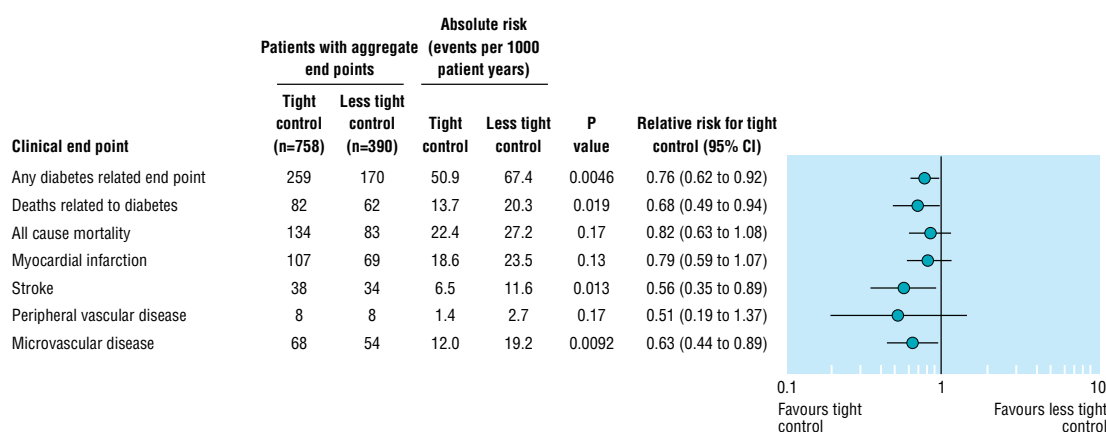 Absolute risk
Patients with aggregate (events per 1000
end points patient years)
Tight Less tight
control control Tight Less tight P Relative risk for tight
Clinical end point (n=758) (n=390) control control value control (95% CI)
Any diabetes related end point 259 170 50.9 67.4 0.0046 0.76 (0.62 to 0.92)
Deaths related to diabetes 82 62 13.7 20.3 0.019 0.68 (0.49 to 0.94)
All cause mortality 134 83 22.4 27.2 0.17 0.82 (0.63 to 1.08)
Myocardial infarction 107 69 18.6 23.5 0.13 0.79 (0.59 to 1.07)
Stroke 38 34 6.5 11.6 0.013 0.56 (0.35 to 0.89)
Peripheral vascular disease 8 8 1.4 2.7 0.17 0.51 (0.19 to 1.37)
Microvascular disease 68 54 12.0 19.2 0.0092 0.63 (0.44 to 0.89)
0.1 1 10
Favours tight Favours less tight
control control